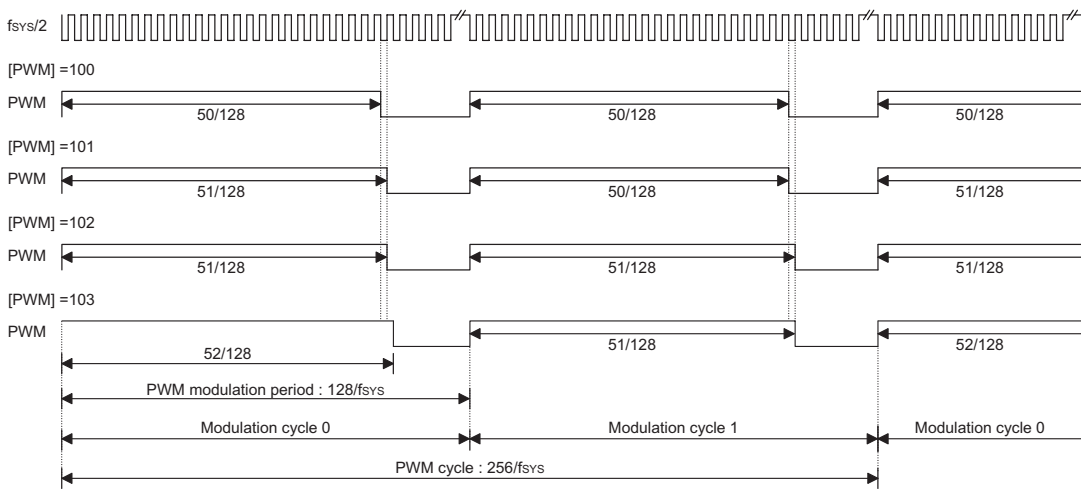 fSYS/2
[PWM] =100
PWM
50/128 50/128 50/128
[PWM] =101
PWM
51/128 50/128 51/128
[PWM] =102
PWM
51/128 51/128 51/128
[PWM] =103
PWM
52/128 51/128 52/128
PWM modulation period : 128/fSYS
Modulation cycle 0 Modulation cycle 1 Modulation cycle 0
PWM cycle : 256/fSYS